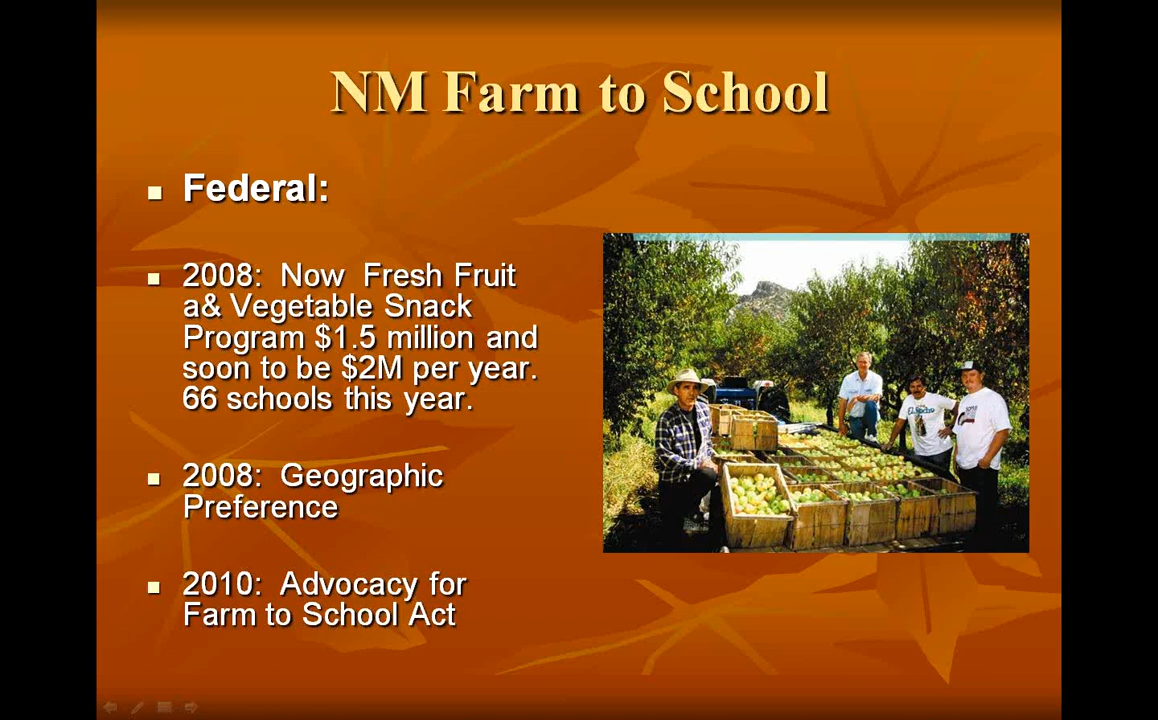 NM Farm to School
Federal:
2008:  Now  Fresh Fruit
a& Vegetable Snack
Program $1.5 million and
soon to be $2M per year.
66 schools this year.
2008:  Geographic
Preference
2010:  Advocacy for
Farm to School Act